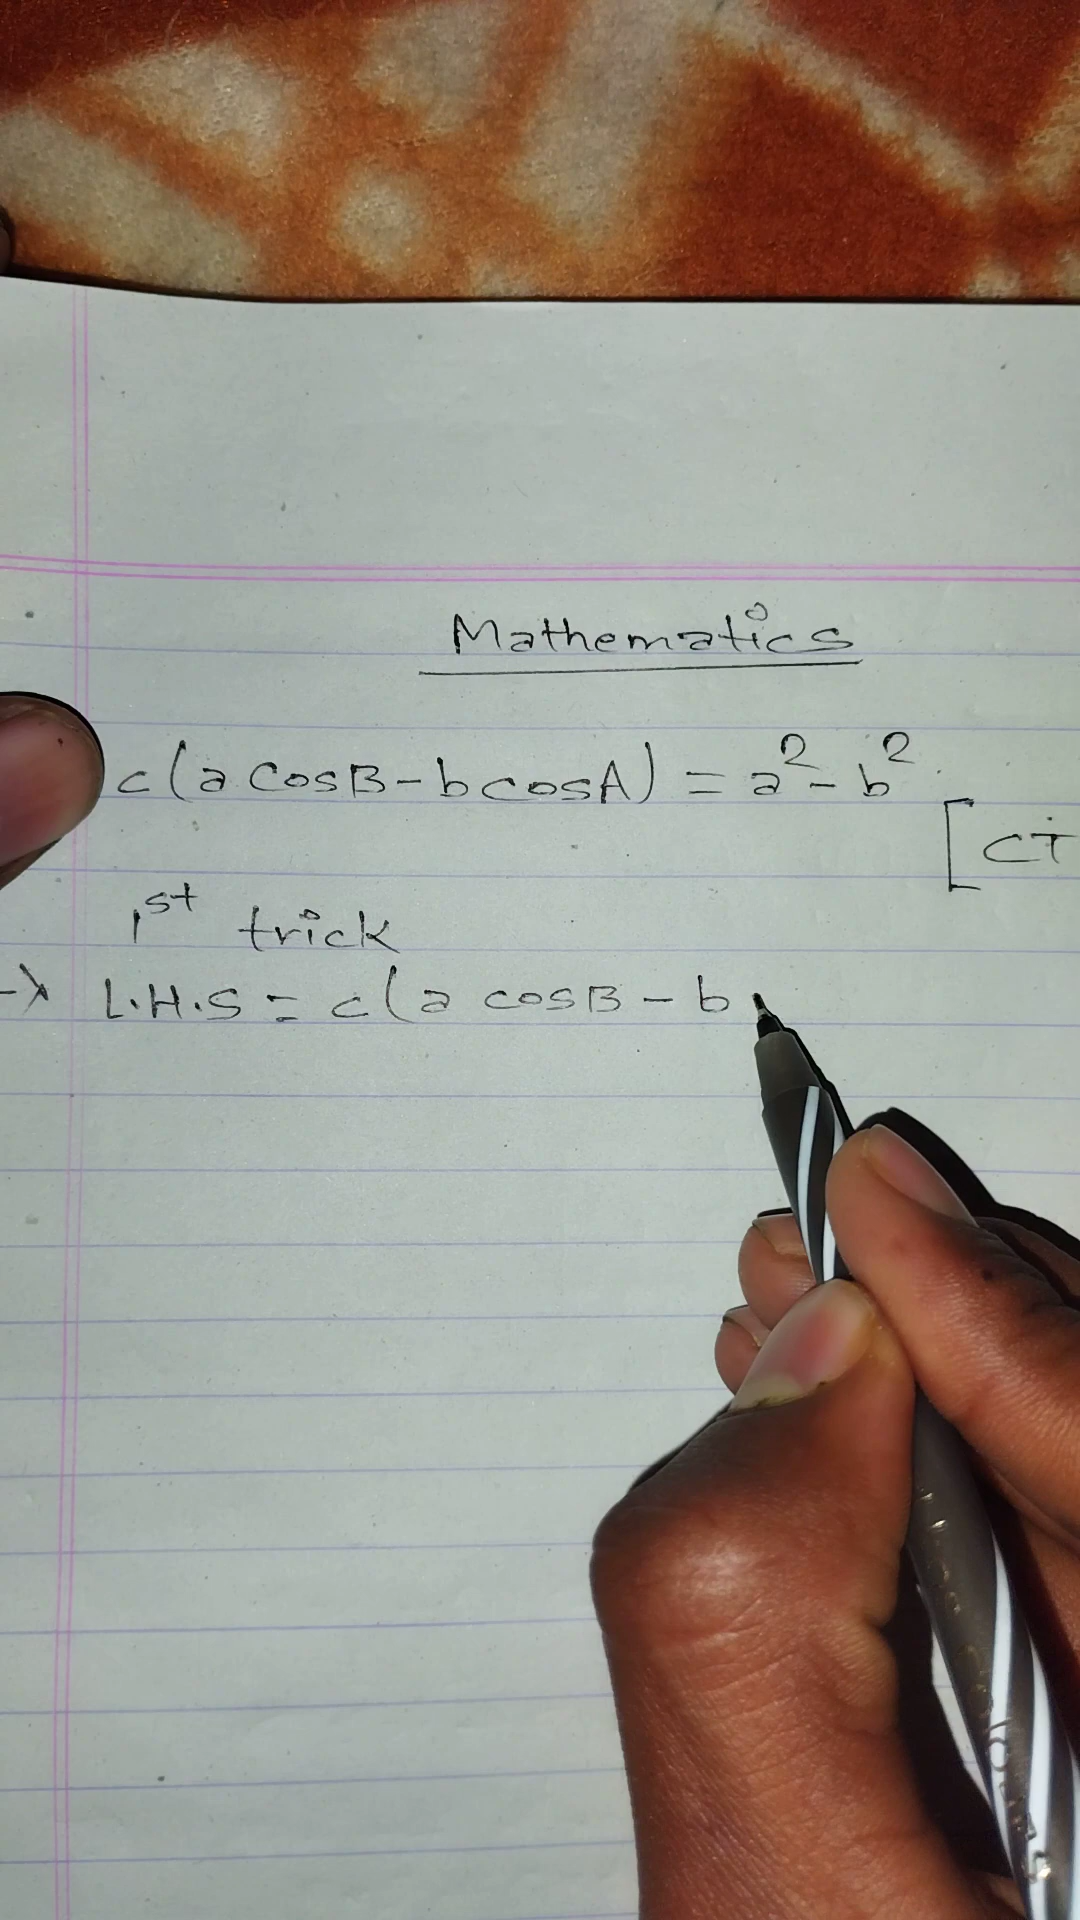 Mathematics
c(a cosB - b cosA) = a² - b²
[CT
1st trick
→ L.H.S = c(a cosB - b